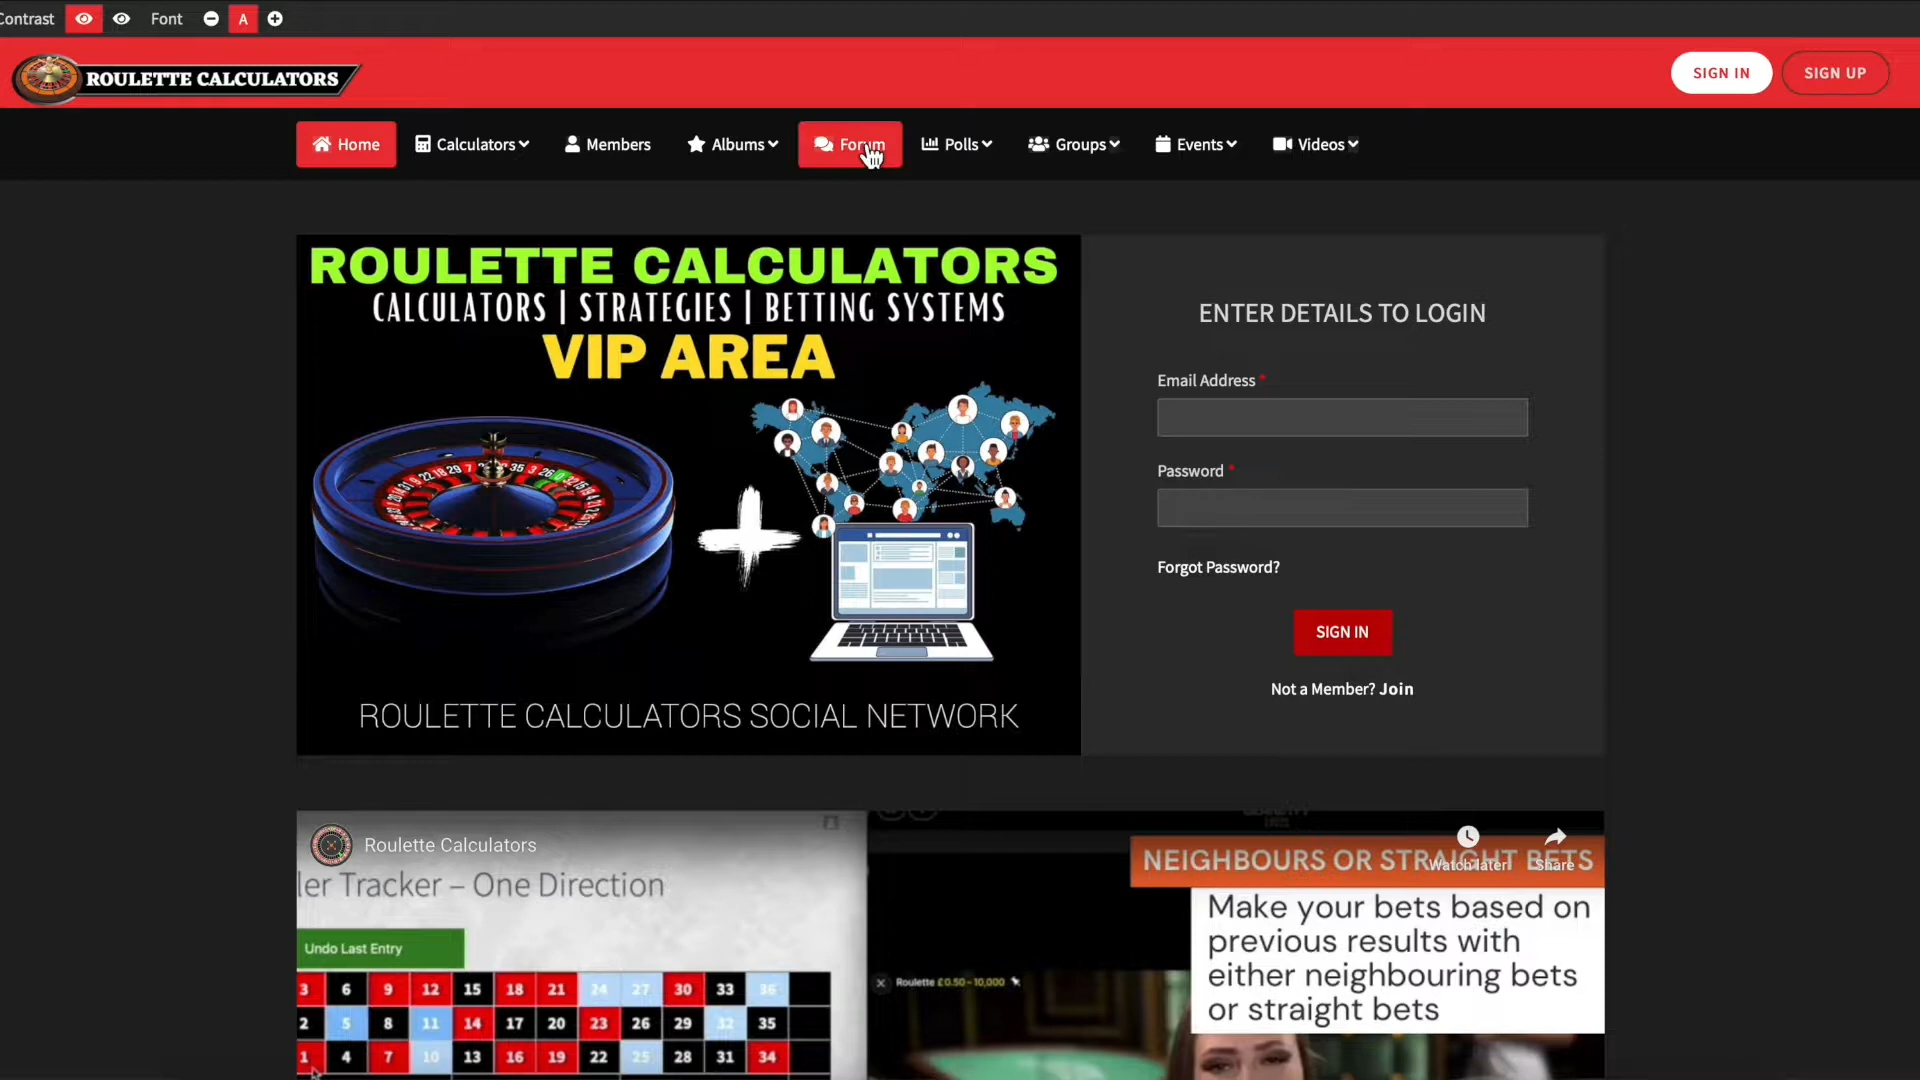 Contrast
Font
A
ROULETTE CALCULATORS
SIGN IN
SIGN UP
Home
Calculators
Members
Albums
Forum
Polls
Groups
Events
Videos
ROULETTE CALCULATORS
CALCULATORS | STRATEGIES | BETTING SYSTEMS
VIP AREA
ROULETTE CALCULATORS SOCIAL NETWORK
ENTER DETAILS TO LOGIN
Email Address *
Password *
Forgot Password?
SIGN IN
Not a Member? Join
Roulette Calculators
ler Tracker – One Direction
Undo Last Entry
3 6 9 12 15 18 21 24 27 30 33 36
2 5 8 11 14 17 20 23 26 29 32 35
1 4 7 10 13 16 19 22 25 28 31 34
Watch later
Share
NEIGHBOURS OR STRAIGHT BETS
Make your bets based on
previous results with
either neighbouring bets
or straight bets
Roulette £0.50–10,000